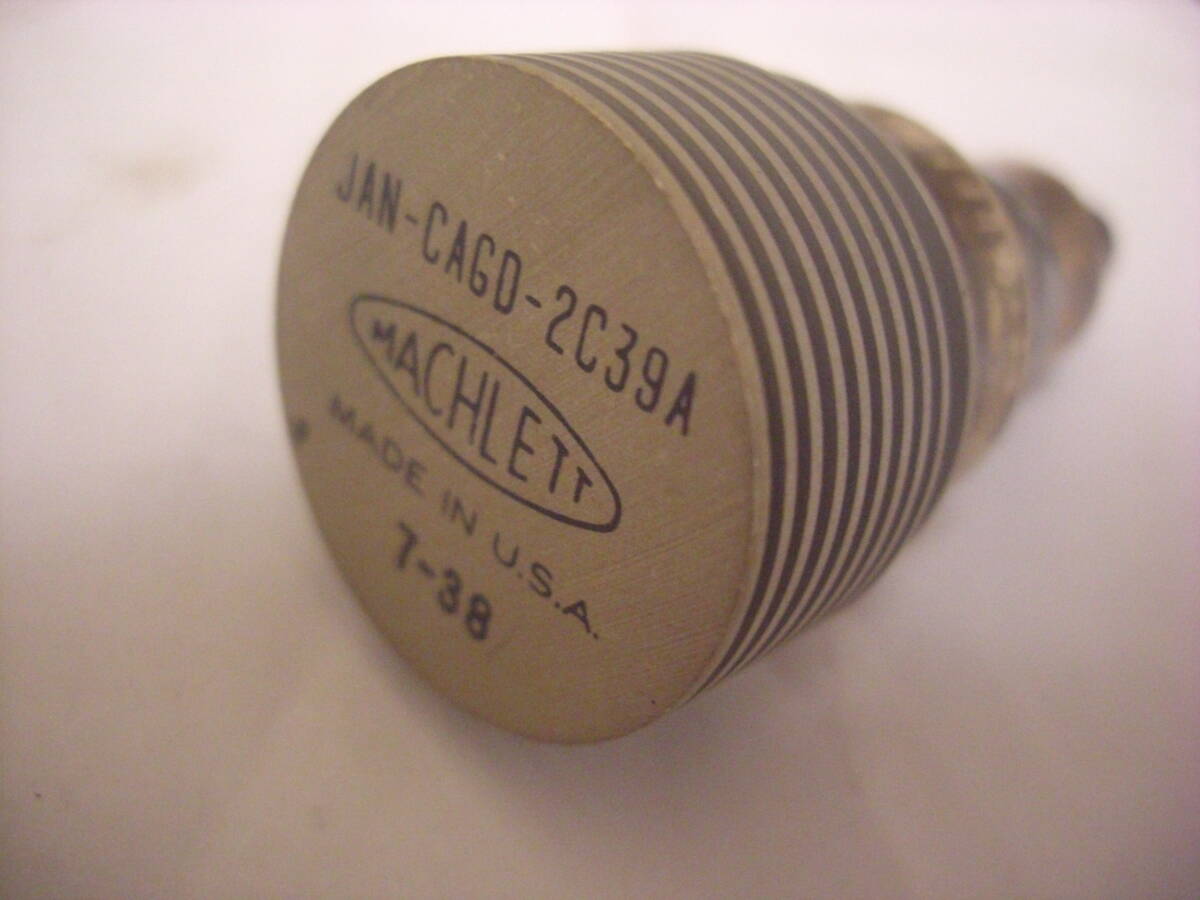 JAN-CAGD-2C39A
MACHLETT
MADE IN U.S.A.
7-38